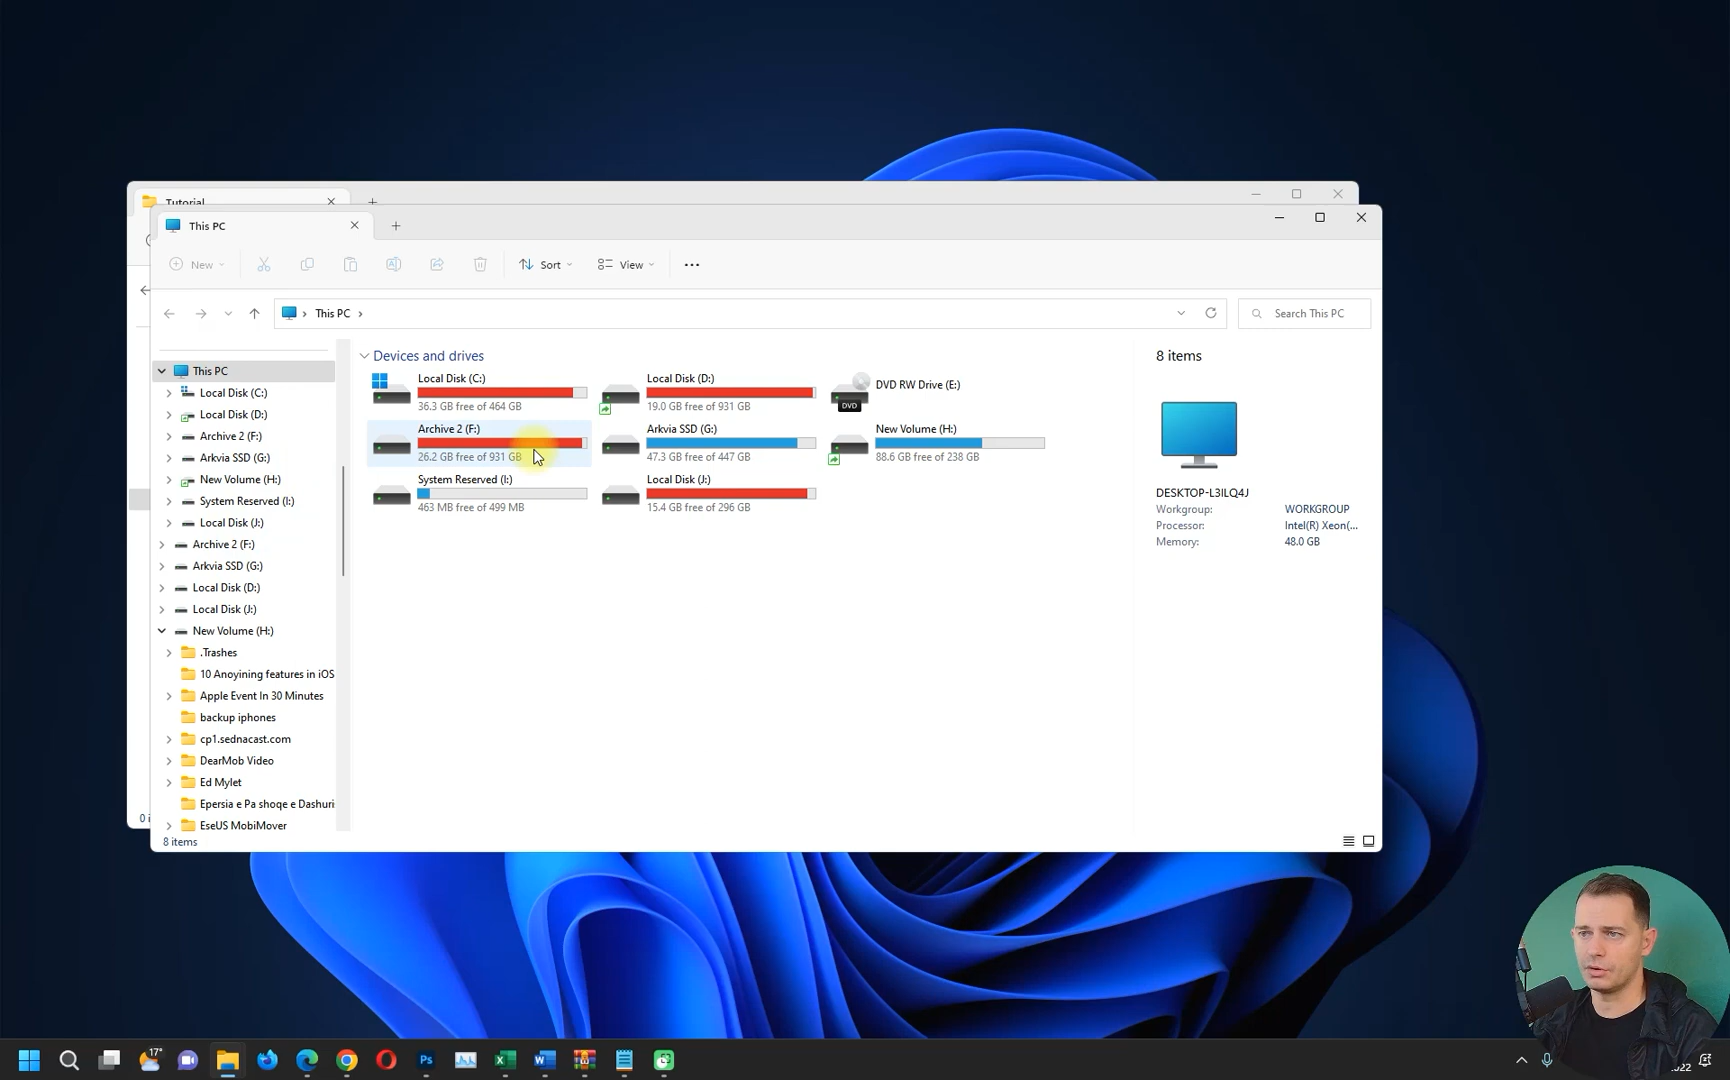 Tutorial
This PC
New
Sort
View
This PC
Search This PC
This PC
Local Disk (C:)
Local Disk (D:)
Archive 2 (F:)
Arkvia SSD (G:)
New Volume (H:)
System Reserved (I:)
Local Disk (J:)
Archive 2 (F:)
Arkvia SSD (G:)
Local Disk (D:)
Local Disk (J:)
New Volume (H:)
.Trashes
10 Anoyining features in iOS
Apple Event In 30 Minutes
backup iphones
cp1.sednacast.com
DearMob Video
Ed Mylet
Epersia e Pa shoqe e Dashuri
EseUS MobiMover
8 items
Devices and drives
Local Disk (C:)
36.3 GB free of 464 GB
Local Disk (D:)
19.0 GB free of 931 GB
DVD RW Drive (E:)
DVD
Archive 2 (F:)
26.2 GB free of 931 GB
Arkvia SSD (G:)
47.3 GB free of 447 GB
New Volume (H:)
88.6 GB free of 238 GB
System Reserved (I:)
463 MB free of 499 MB
Local Disk (J:)
15.4 GB free of 296 GB
8 items
DESKTOP-L3ILQ4J
Workgroup: WORKGROUP
Processor: Intel(R) Xeon(...
Memory: 48.0 GB
0 i
17°
Ps
2022